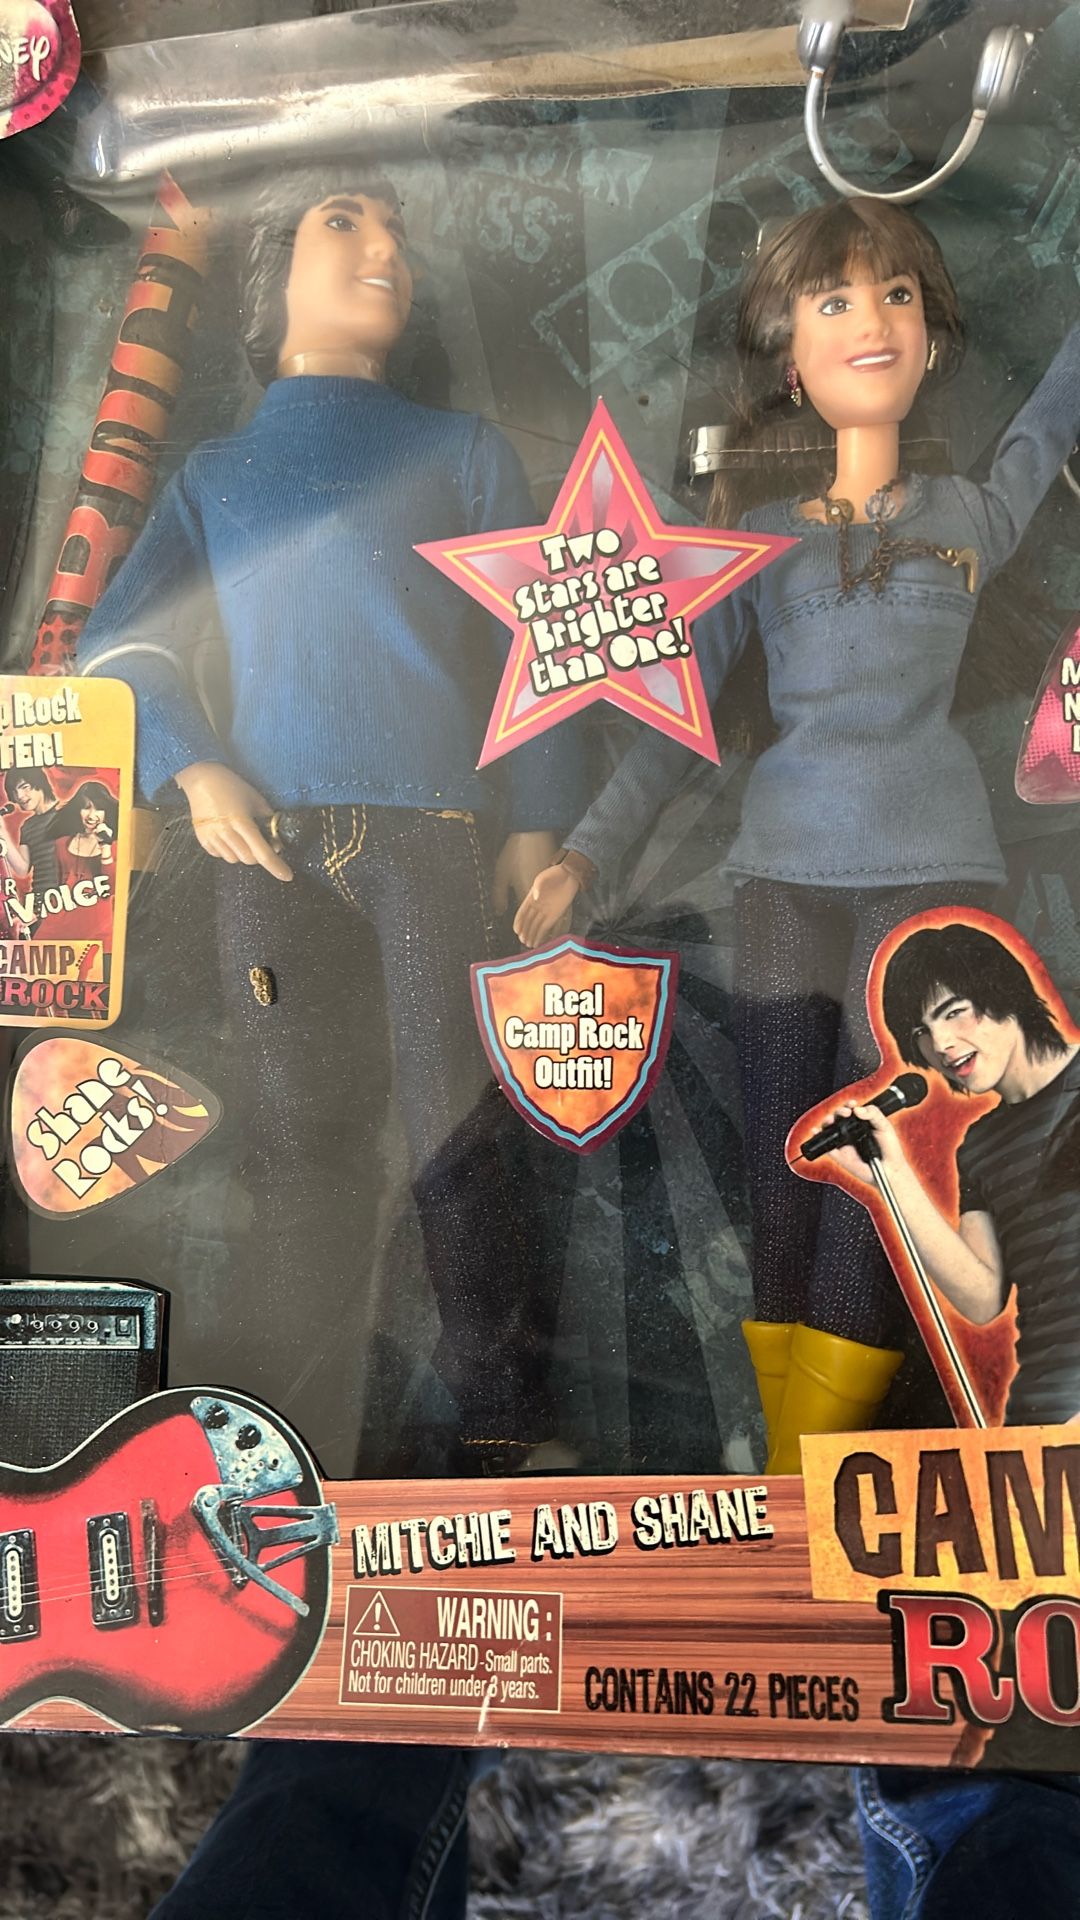 Two
Stars are
Brighter
than One!
Rock
TER!
VOICE
CAMP
ROCK
Real
Camp Rock
Outfit!
Shane
Rocks!
MITCHIE AND SHANE
WARNING:
CHOKING HAZARD-Small parts.
Not for children under 3 years.
CONTAINS 22 PIECES
CAM
RO